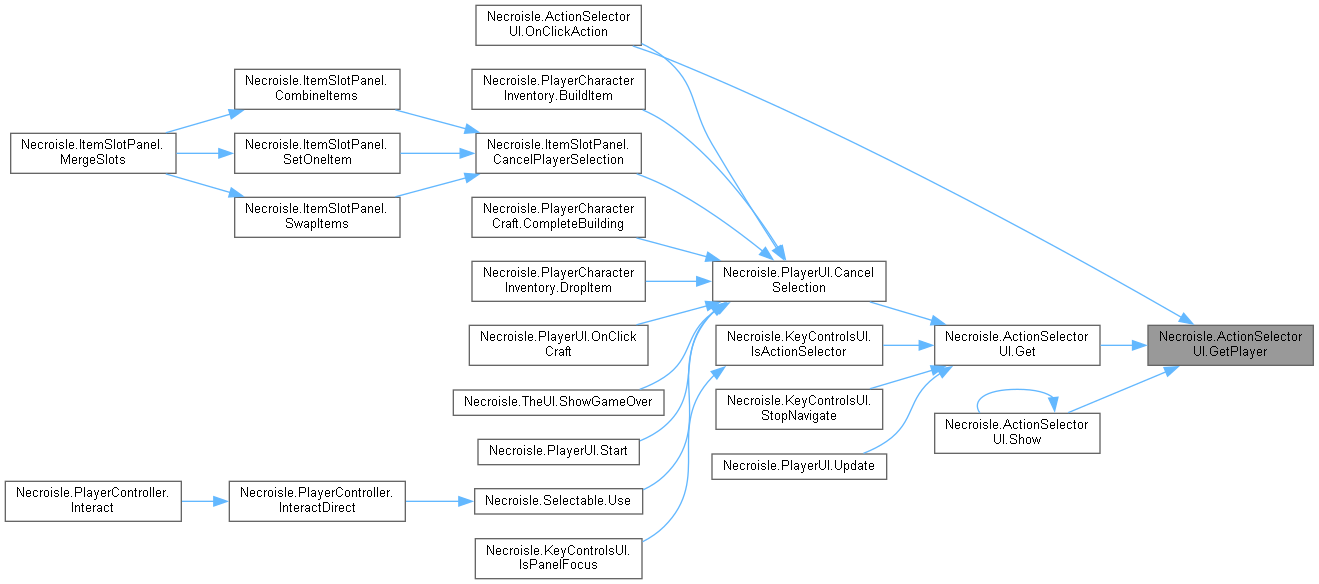 Necroisle.ActionSelector
UI.OnClickAction
Necroisle.ItemSlotPanel.
CombineItems
Necroisle.PlayerCharacter
Inventory.BuildItem
Necroisle.ItemSlotPanel.
MergeSlots
Necroisle.ItemSlotPanel.
SetOneItem
Necroisle.ItemSlotPanel.
CancelPlayerSelection
Necroisle.ItemSlotPanel.
SwapItems
Necroisle.PlayerCharacter
Craft.CompleteBuilding
Necroisle.PlayerCharacter
Inventory.DropItem
Necroisle.PlayerUI.Cancel
Selection
Necroisle.PlayerUI.OnClick
Craft
Necroisle.KeyControlsUI.
IsActionSelector
Necroisle.ActionSelector
UI.Get
Necroisle.ActionSelector
UI.GetPlayer
Necroisle.TheUI.ShowGameOver
Necroisle.KeyControlsUI.
StopNavigate
Necroisle.ActionSelector
UI.Show
Necroisle.PlayerUI.Start
Necroisle.PlayerUI.Update
Necroisle.PlayerController.
Interact
Necroisle.PlayerController.
InteractDirect
Necroisle.Selectable.Use
Necroisle.KeyControlsUI.
IsPanelFocus